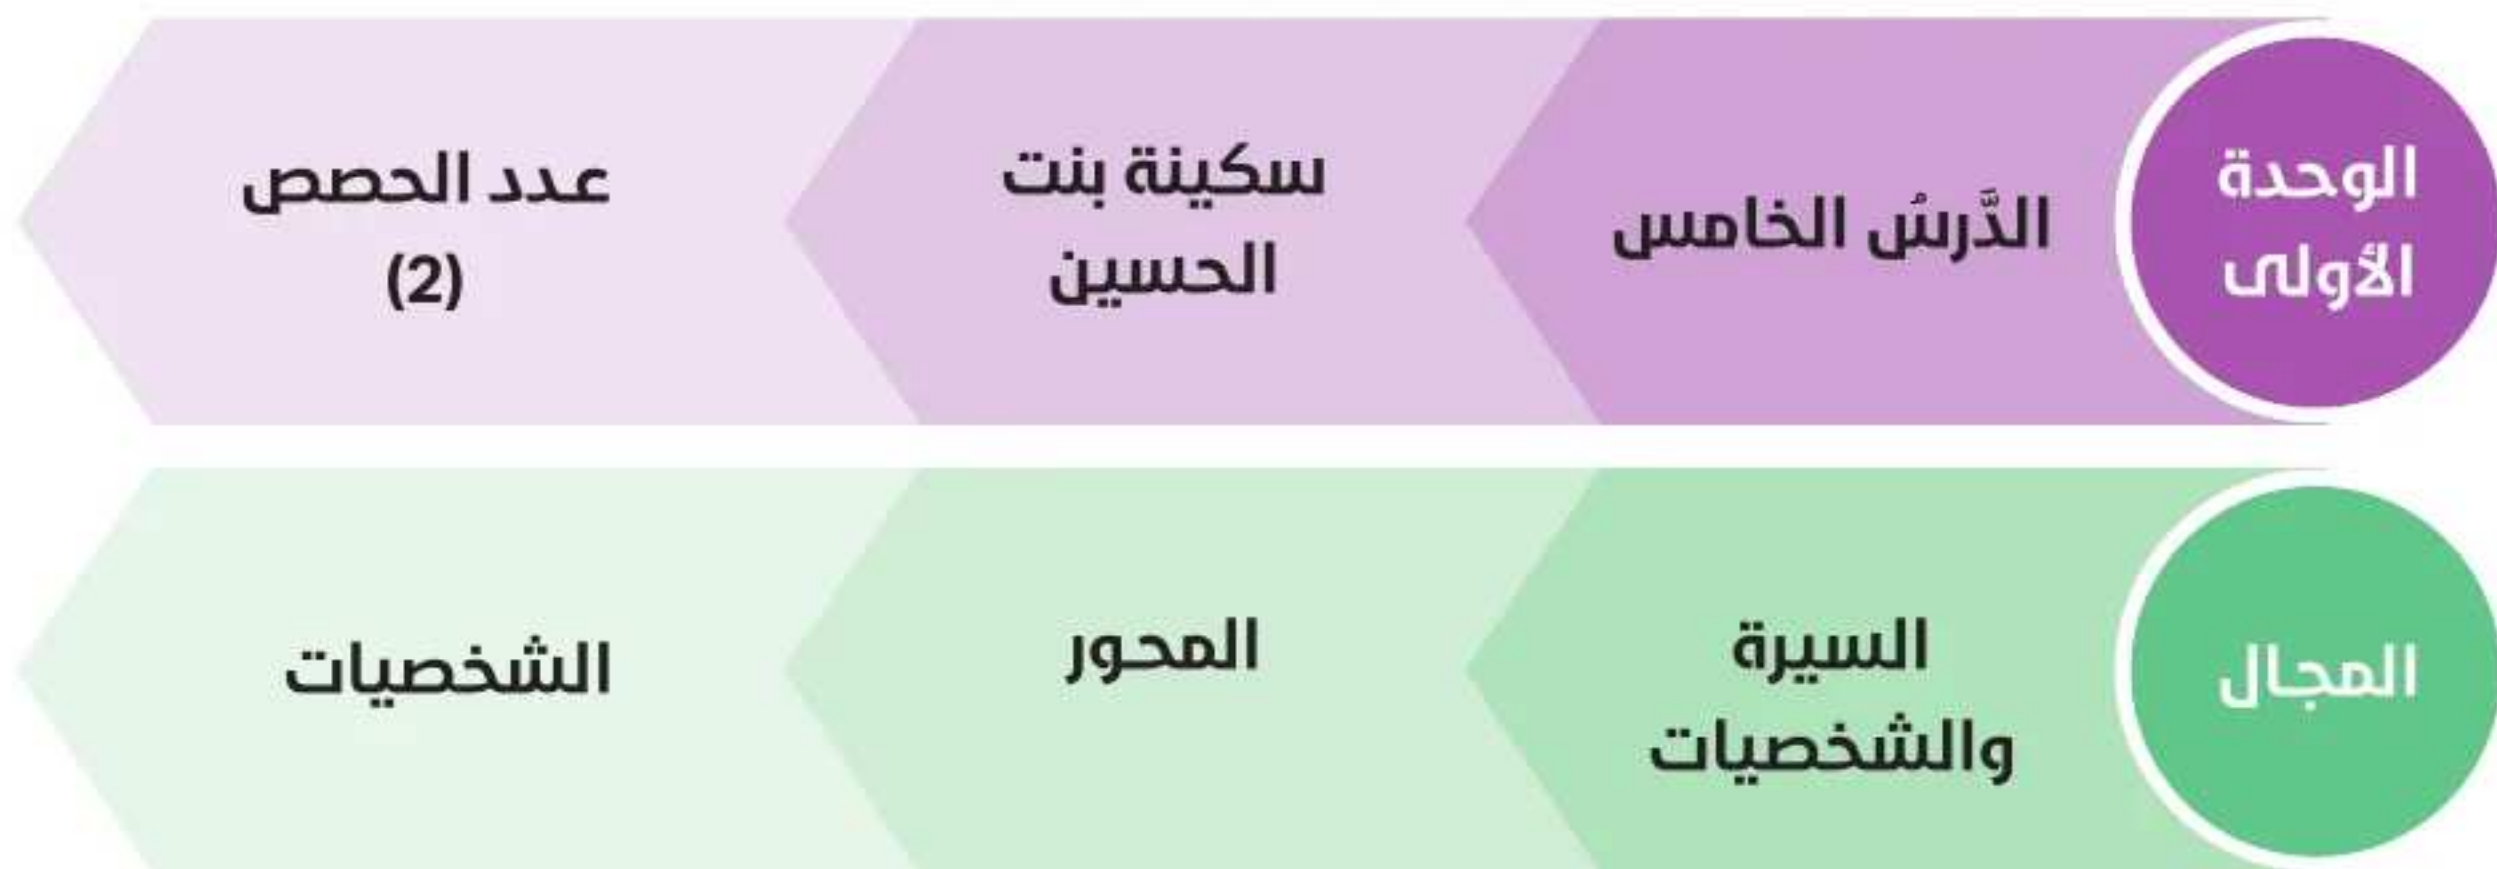 الوحدة
الأولى
الدَّرسُ الخامس
سكينة بنت
الحسين
عدد الحصص
(2)
المجال
السيرة
والشخصيات
المحور
الشخصيات